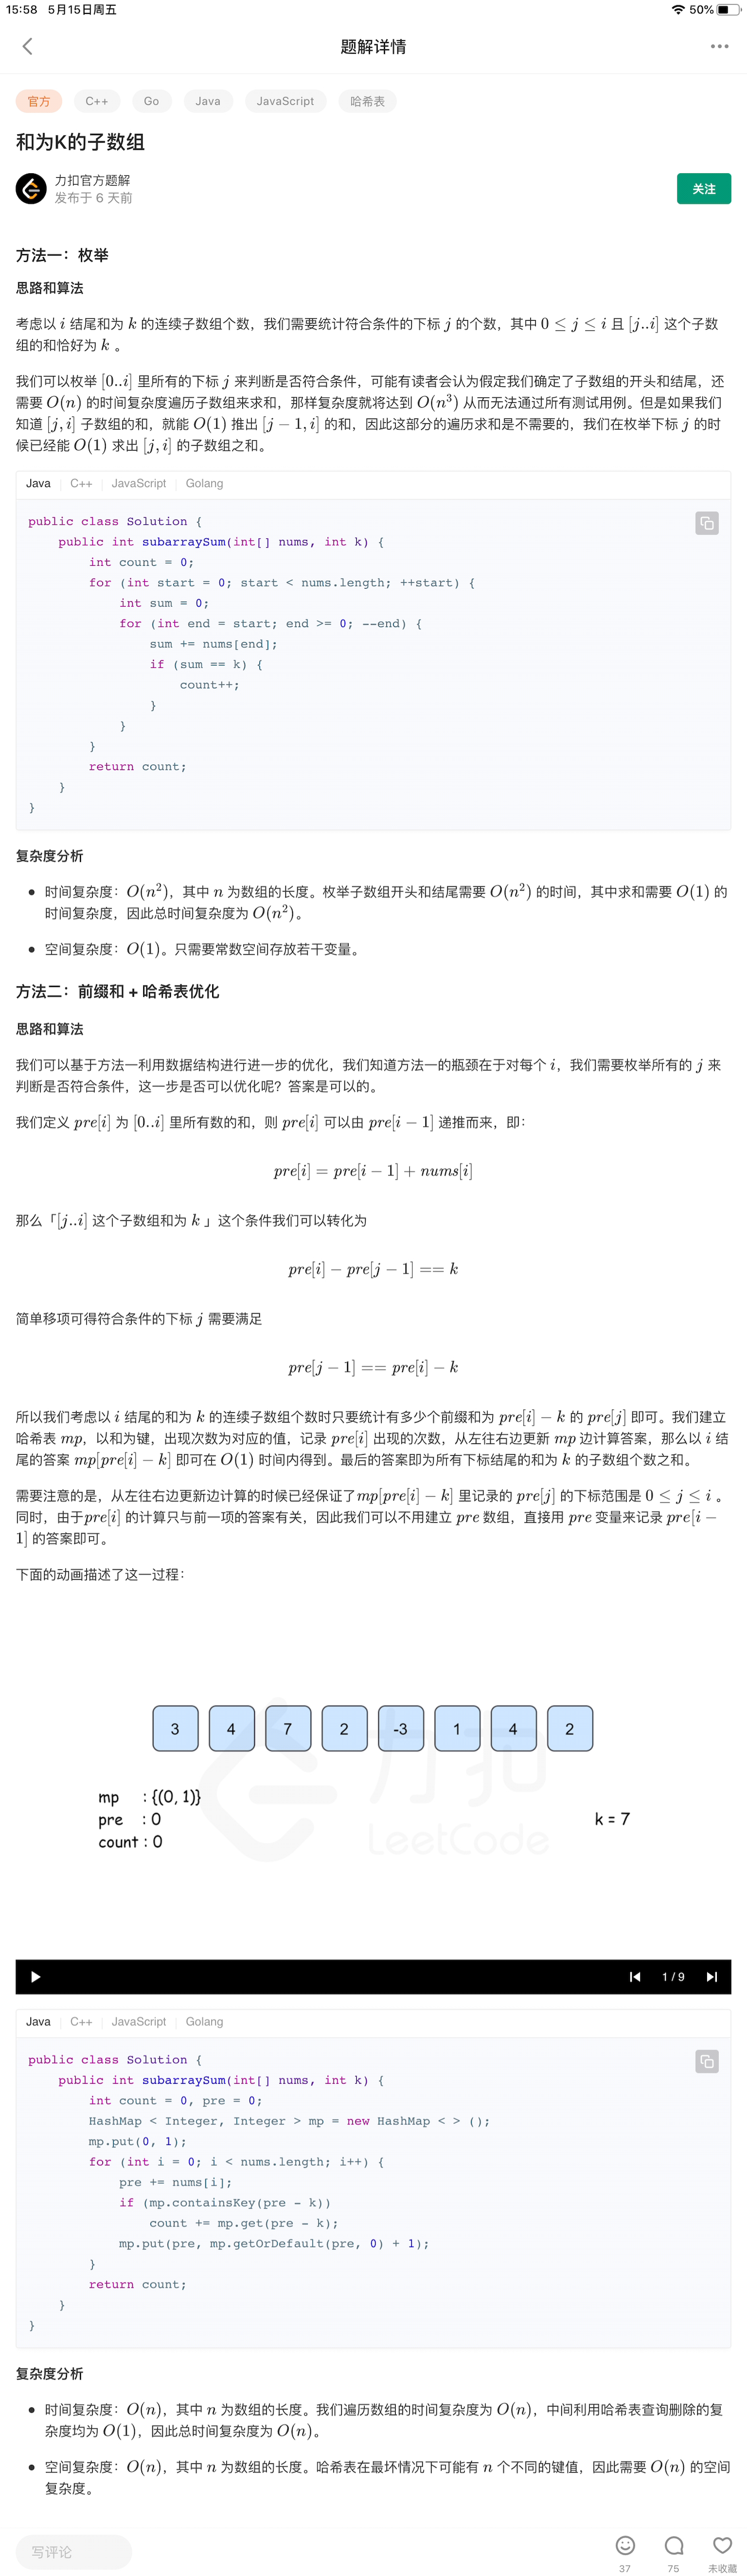 15:58 5月15日周五 50%
题解详情
官方 C++ Go Java JavaScript 哈希表
和为K的子数组
力扣官方题解
发布于 6 天前
关注
方法一：枚举
思路和算法
考虑以 i 结尾和为 k 的连续子数组个数，我们需要统计符合条件的下标 j 的个数，其中 0 ≤ j ≤ i 且 [j..i] 这个子数
组的和恰好为 k 。
我们可以枚举 [0..i] 里所有的下标 j 来判断是否符合条件，可能有读者会认为假定我们确定了子数组的开头和结尾，还
需要 O(n) 的时间复杂度遍历子数组来求和，那样复杂度就将达到 O(n³) 从而无法通过所有测试用例。但是如果我们
知道 [j, i] 子数组的和，就能 O(1) 推出 [j − 1, i] 的和，因此这部分的遍历求和是不需要的，我们在枚举下标 j 的时
候已经能 O(1) 求出 [j, i] 的子数组之和。
Java C++ JavaScript Golang
public class Solution {
public int subarraySum(int[] nums, int k) {
int count = 0;
for (int start = 0; start < nums.length; ++start) {
int sum = 0;
for (int end = start; end >= 0; --end) {
sum += nums[end];
if (sum == k) {
count++;
}
}
}
return count;
}
}
复杂度分析
• 时间复杂度：O(n²)，其中 n 为数组的长度。枚举子数组开头和结尾需要 O(n²) 的时间，其中求和需要 O(1) 的
时间复杂度，因此总时间复杂度为 O(n²)。
• 空间复杂度：O(1)。只需要常数空间存放若干变量。
方法二：前缀和 + 哈希表优化
思路和算法
我们可以基于方法一利用数据结构进行进一步的优化，我们知道方法一的瓶颈在于对每个 i，我们需要枚举所有的 j 来
判断是否符合条件，这一步是否可以优化呢？答案是可以的。
我们定义 pre[i] 为 [0..i] 里所有数的和，则 pre[i] 可以由 pre[i − 1] 递推而来，即：
pre[i] = pre[i − 1] + nums[i]
那么「[j..i] 这个子数组和为 k 」这个条件我们可以转化为
pre[i] − pre[j − 1] == k
简单移项可得符合条件的下标 j 需要满足
pre[j − 1] == pre[i] − k
所以我们考虑以 i 结尾的和为 k 的连续子数组个数时只要统计有多少个前缀和为 pre[i] − k 的 pre[j] 即可。我们建立
哈希表 mp，以和为键，出现次数为对应的值，记录 pre[i] 出现的次数，从左往右边更新 mp 边计算答案，那么以 i 结
尾的答案 mp[pre[i] − k] 即可在 O(1) 时间内得到。最后的答案即为所有下标结尾的和为 k 的子数组个数之和。
需要注意的是，从左往右边更新边计算的时候已经保证了mp[pre[i] − k] 里记录的 pre[j] 的下标范围是 0 ≤ j ≤ i 。
同时，由于pre[i] 的计算只与前一项的答案有关，因此我们可以不用建立 pre 数组，直接用 pre 变量来记录 pre[i −
1] 的答案即可。
下面的动画描述了这一过程：
3 4 7 2 -3 1 4 2
力扣
LeetCode
mp : {(0, 1)}
pre : 0 k = 7
count : 0
1 / 9
Java C++ JavaScript Golang
public class Solution {
public int subarraySum(int[] nums, int k) {
int count = 0, pre = 0;
HashMap < Integer, Integer > mp = new HashMap < > ();
mp.put(0, 1);
for (int i = 0; i < nums.length; i++) {
pre += nums[i];
if (mp.containsKey(pre - k))
count += mp.get(pre - k);
mp.put(pre, mp.getOrDefault(pre, 0) + 1);
}
return count;
}
}
复杂度分析
• 时间复杂度：O(n)，其中 n 为数组的长度。我们遍历数组的时间复杂度为 O(n)，中间利用哈希表查询删除的复
杂度均为 O(1)，因此总时间复杂度为 O(n)。
• 空间复杂度：O(n)，其中 n 为数组的长度。哈希表在最坏情况下可能有 n 个不同的键值，因此需要 O(n) 的空间
复杂度。
写评论
37 75 未收藏